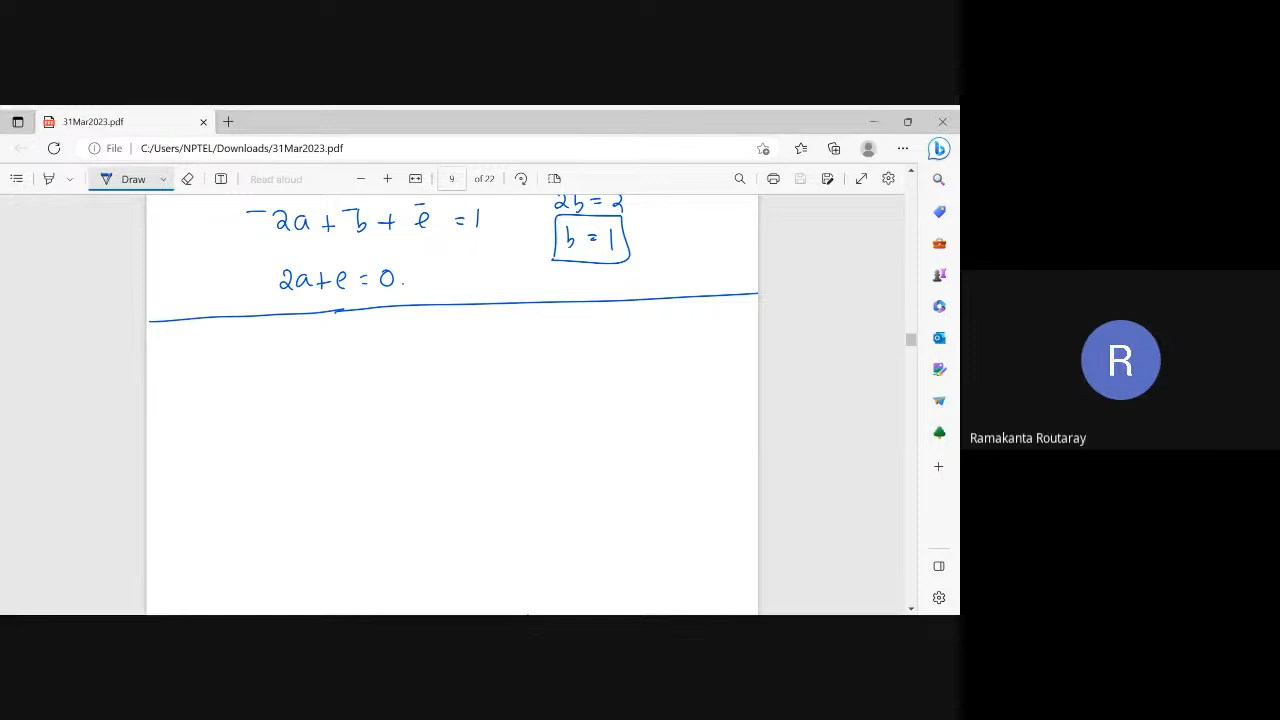 31Mar2023.pdf
File C:/Users/NPTEL/Downloads/31Mar2023.pdf
Draw Read aloud 9 of 22
2b = 2
2a + b + e = 1
b = 1
2a+e = 0.
R
Ramakanta Routaray